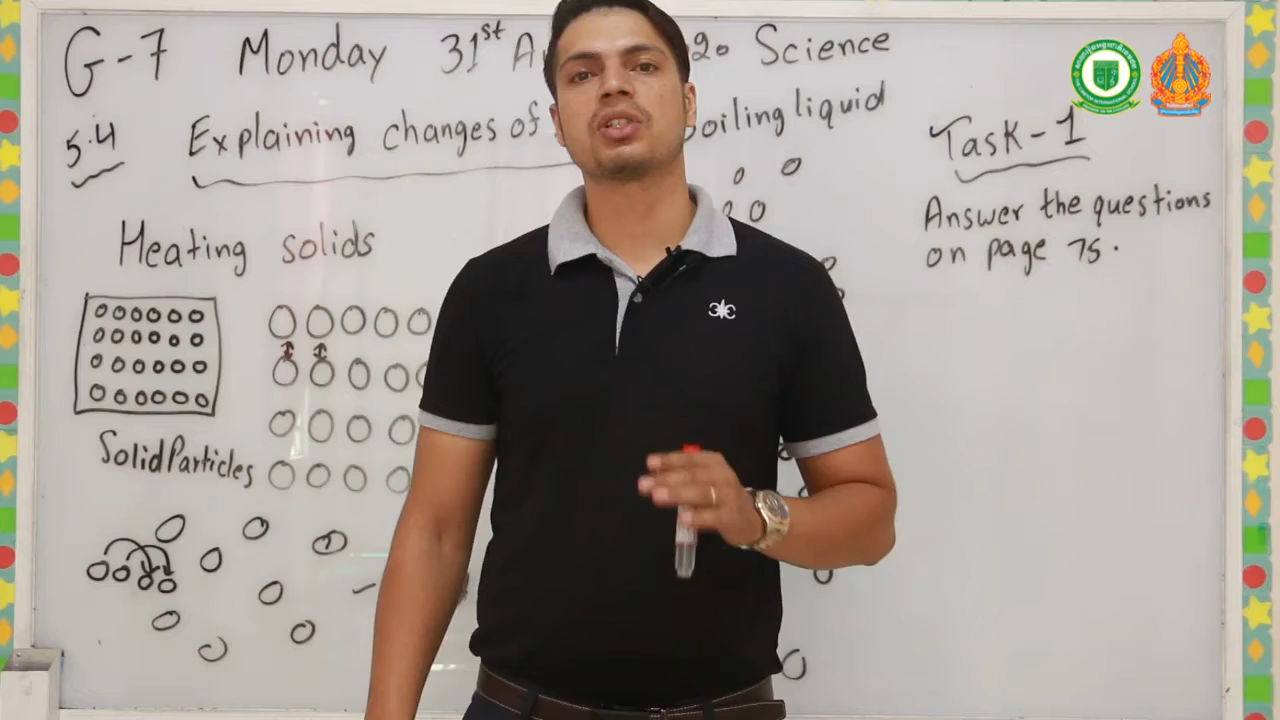 G-7 Monday 31st 20 Science
5.4 Explaining changes of boiling liquid
Task-1
Answer the questions
on page 75.
Heating solids
Solid Particles